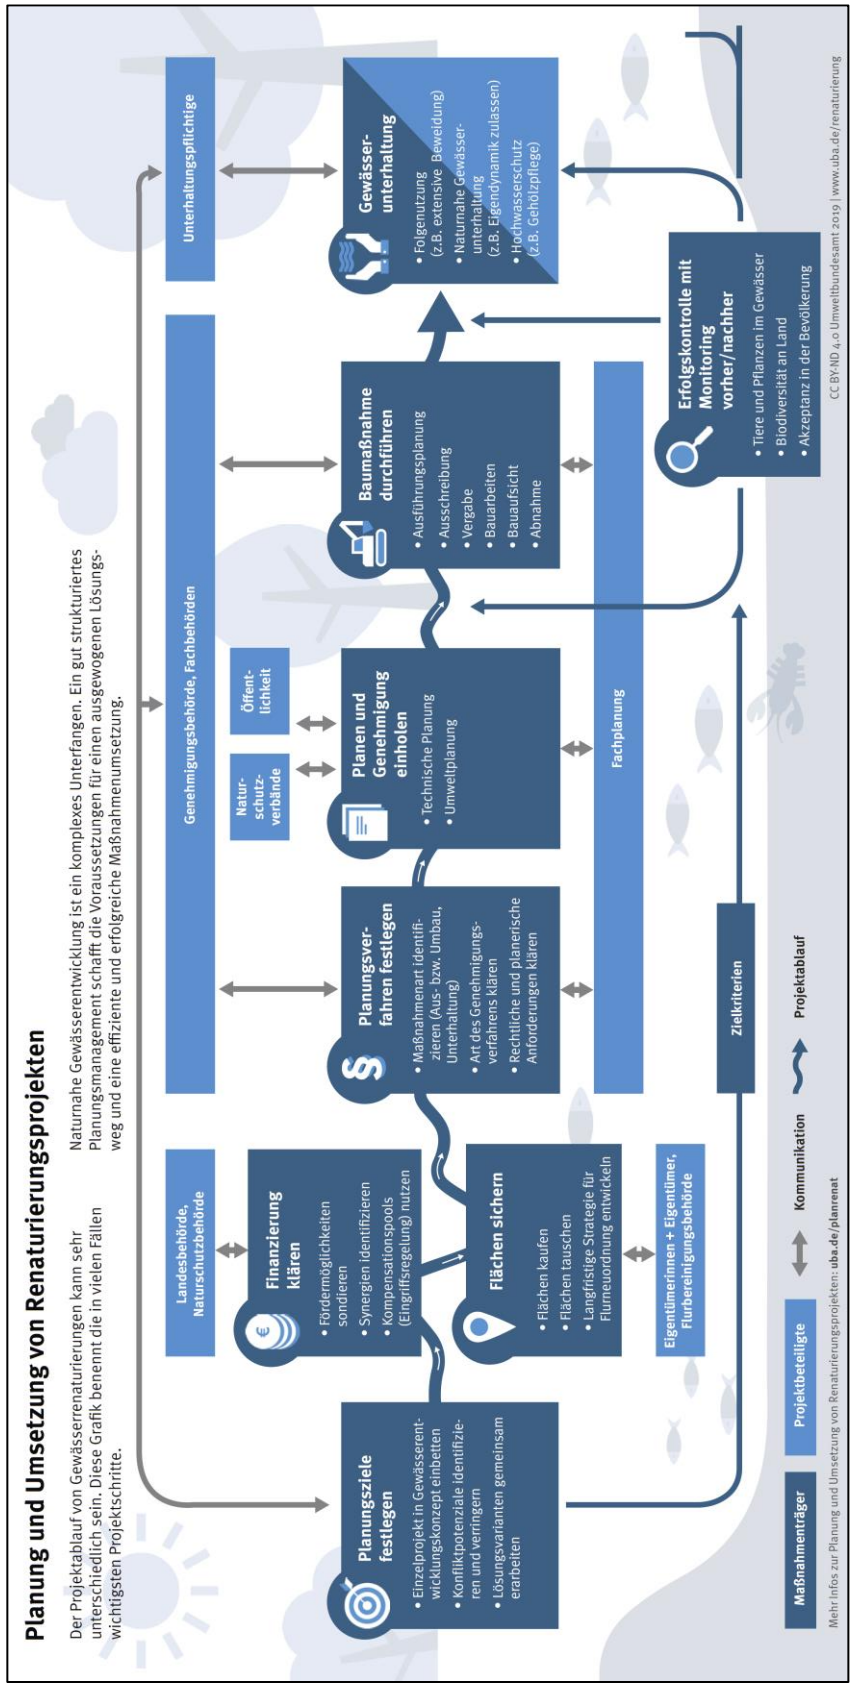 Planung und Umsetzung von Renaturierungsprojekten
Der Projektablauf von Gewässerrenaturierungen kann sehr
unterschiedlich sein. Diese Grafik benennt die in vielen Fällen
wichtigsten Projektschritte.
Naturnahe Gewässerentwicklung ist ein komplexes Unterfangen. Ein gut strukturiertes
Planungsmanagement schafft die Voraussetzungen für einen ausgewogenen Lösungs-
weg und eine effiziente und erfolgreiche Maßnahmenumsetzung.
Landesbehörde,
Naturschutzbehörde
Genehmigungsbehörde, Fachbehörden
Unterhaltungspflichtige
Natur-
schutz-
verbände
Öffent-
lichkeit
Planungsziele
festlegen
• Einzelprojekt in Gewässerent-
wicklungskonzept einbetten
• Konfliktpotenziale identifizie-
ren und verringern
• Lösungsvarianten gemeinsam
erarbeiten
Finanzierung
klären
• Fördermöglichkeiten
sondieren
• Synergien identifizieren
• Kompensationspools
(Eingriffsregelung) nutzen
Flächen sichern
• Flächen kaufen
• Flächen tauschen
• Langfristige Strategie für
Flurneuordnung entwickeln
Eigentümerinnen + Eigentümer,
Flurbereinigungsbehörde
§
Planungsver-
fahren festlegen
• Maßnahmenart identifi-
zieren (Aus- bzw. Umbau,
Unterhaltung)
• Art des Genehmigungs-
verfahrens klären
• Rechtliche und planerische
Anforderungen klären
Planen und
Genehmigung
einholen
• Technische Planung
• Umweltplanung
Baumaßnahme
durchführen
• Ausführungsplanung
• Ausschreibung
• Vergabe
• Bauarbeiten
• Bauaufsicht
• Abnahme
Gewässer-
unterhaltung
• Folgenutzung
(z.B. extensive Beweidung)
• Naturnahe Gewässer-
unterhaltung
(z.B. Eigendynamik zulassen)
• Hochwasserschutz
(z.B. Gehölzpflege)
Fachplanung
Zielkriterien
Erfolgskontrolle mit
Monitoring
vorher/nachher
• Tiere und Pflanzen im Gewässer
• Biodiversität an Land
• Akzeptanz in der Bevölkerung
Maßnahmenträger
Projektbeteiligte
Kommunikation
Projektablauf
Mehr Infos zur Planung und Umsetzung von Renaturierungsprojekten: uba.de/planrenat
CC BY-ND 4.0 Umweltbundesamt 2019 | www.uba.de/renaturierung